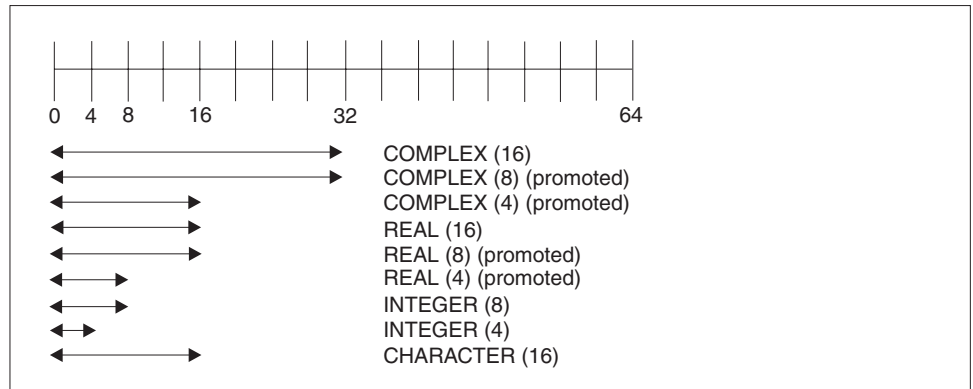 0 4 8 16 32 64
COMPLEX (16)
COMPLEX (8) (promoted)
COMPLEX (4) (promoted)
REAL (16)
REAL (8) (promoted)
REAL (4) (promoted)
INTEGER (8)
INTEGER (4)
CHARACTER (16)